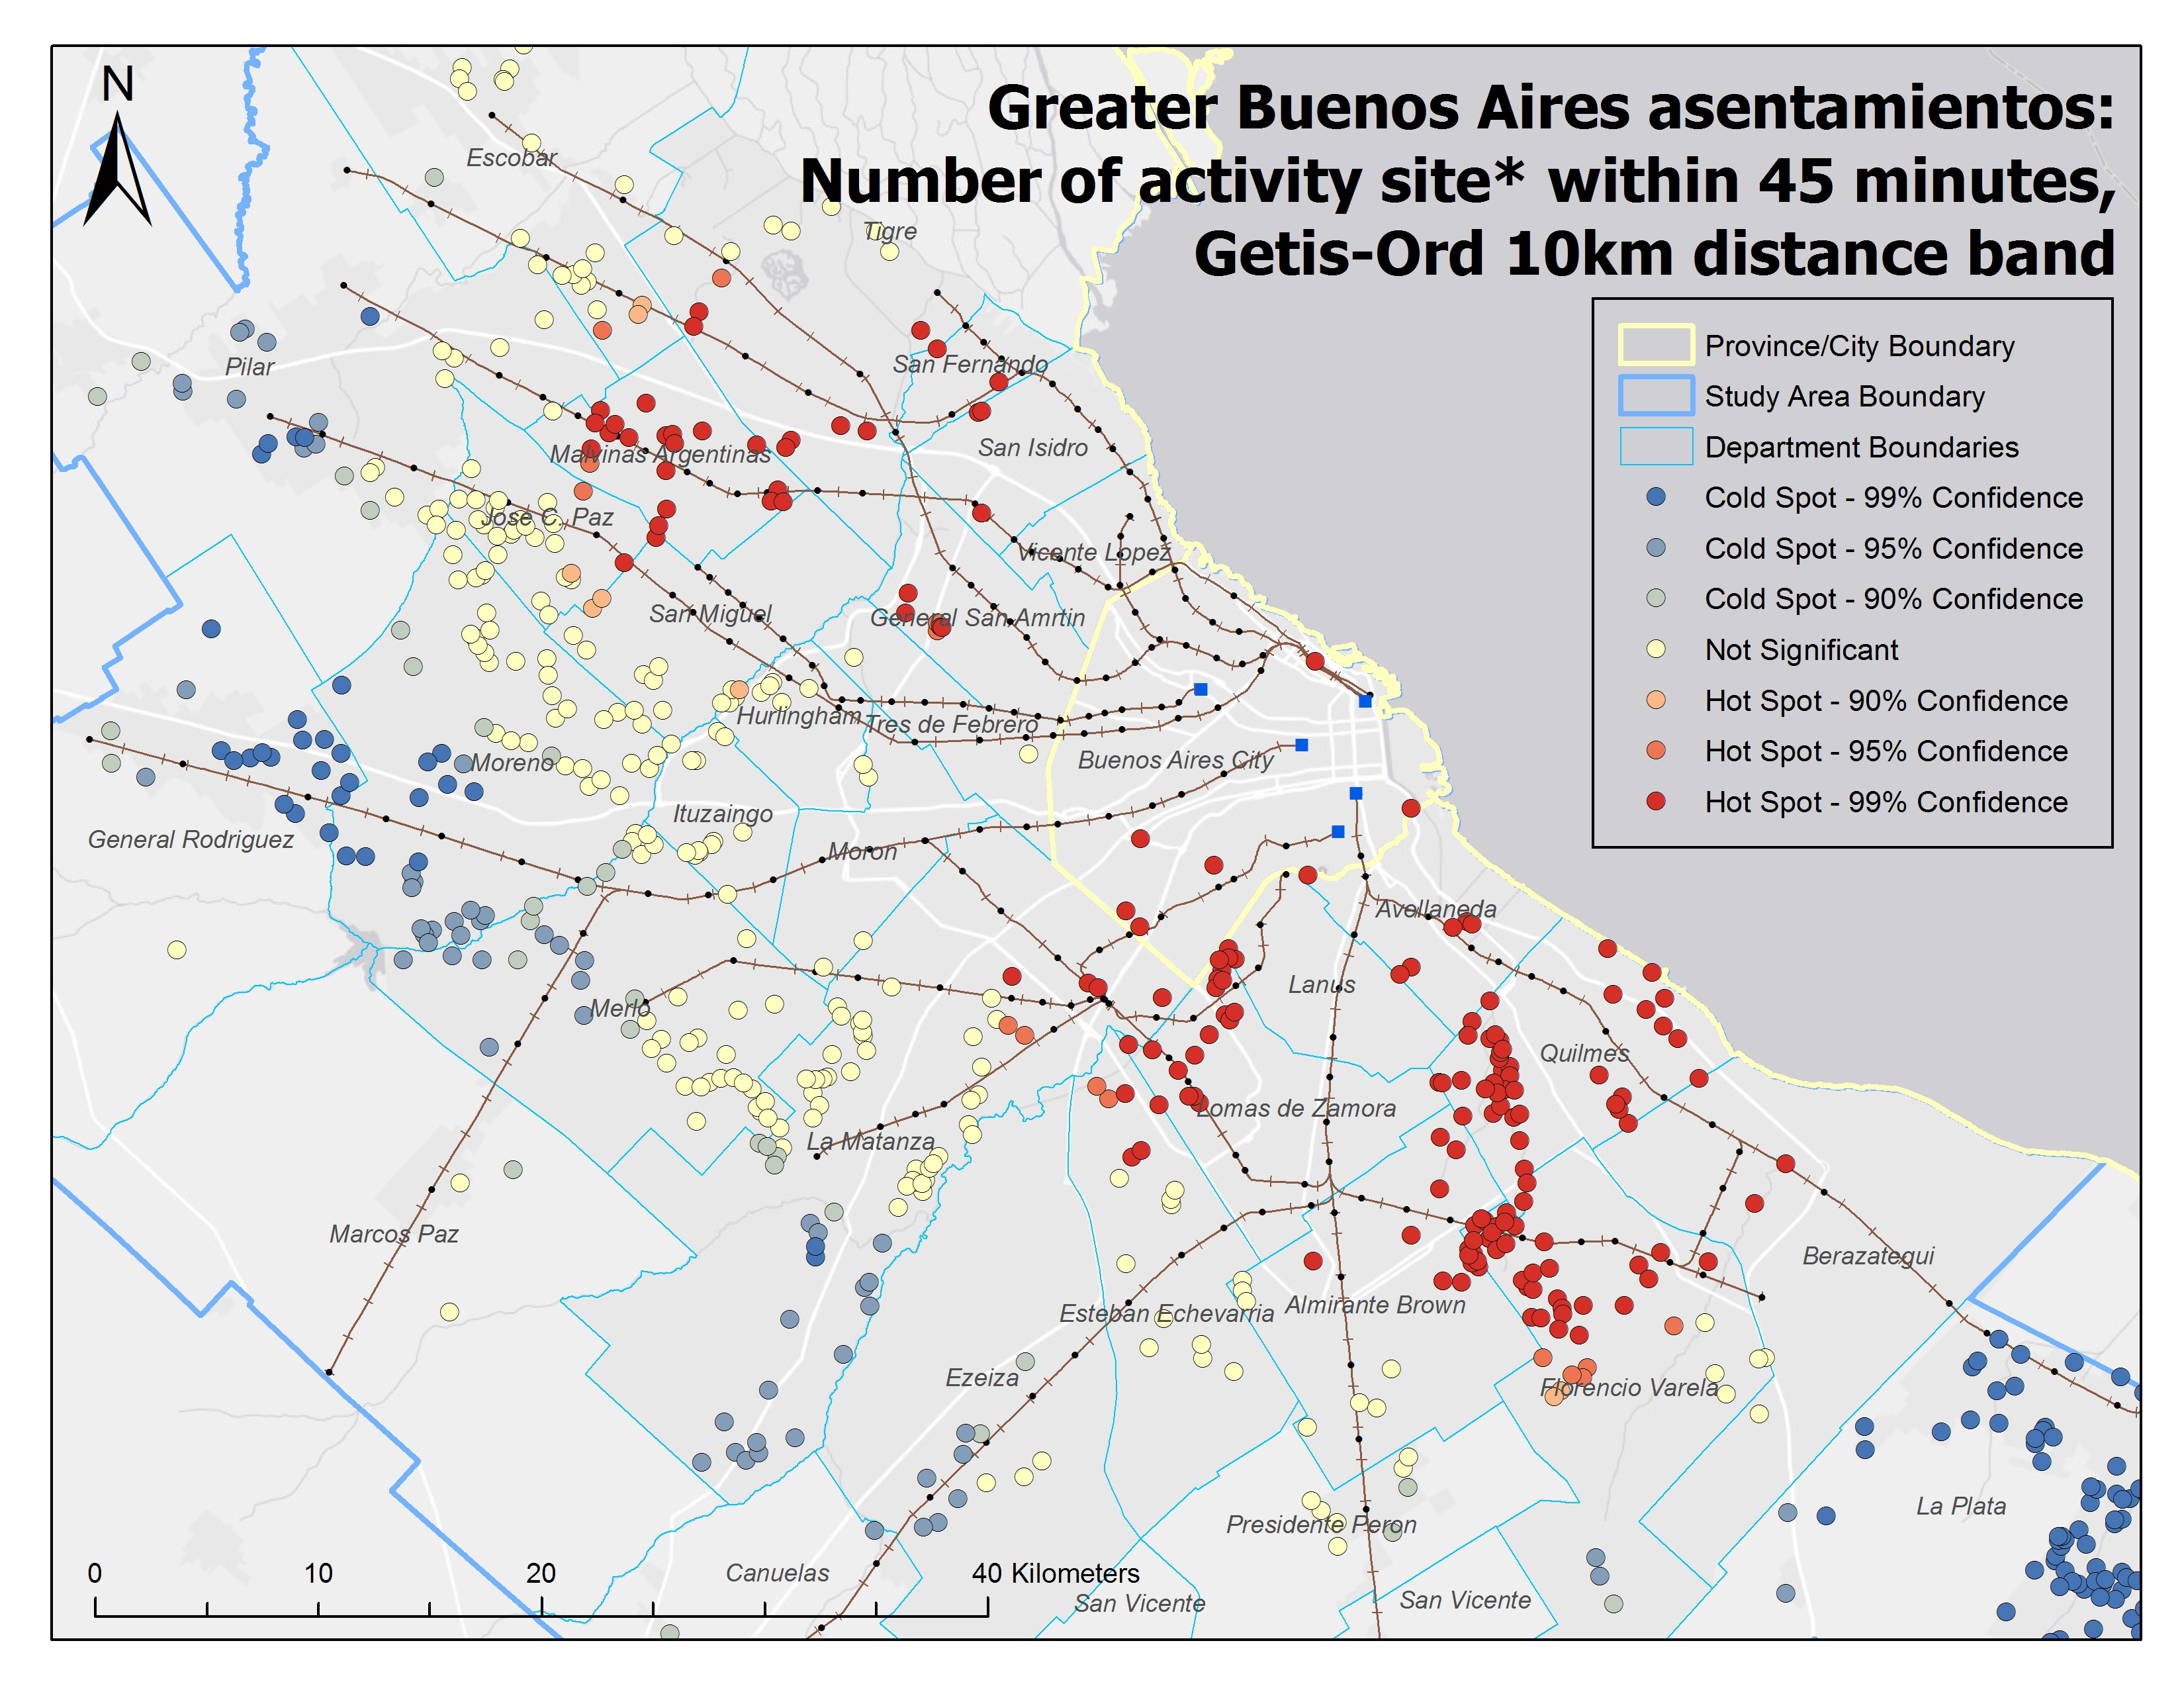 N
Greater Buenos Aires asentamientos:
Number of activity site* within 45 minutes,
Getis-Ord 10km distance band
Province/City Boundary
Study Area Boundary
Department Boundaries
Cold Spot - 99% Confidence
Cold Spot - 95% Confidence
Cold Spot - 90% Confidence
Not Significant
Hot Spot - 90% Confidence
Hot Spot - 95% Confidence
Hot Spot - 99% Confidence
Escobar
Tigre
Pilar
San Fernando
San Isidro
Malvinas Argentinas
Jose C. Paz
Vicente Lopez
San Miguel
General San Amrtin
Hurlingham
Tres de Febrero
Buenos Aires City
Moreno
Ituzaingo
General Rodriguez
Moron
Avellaneda
Lanus
Merlo
Quilmes
Lomas de Zamora
La Matanza
Marcos Paz
Berazategui
Esteban Echevarria
Almirante Brown
Ezeiza
Florencio Varela
La Plata
Presidente Peron
Canuelas
San Vicente
San Vicente
0 10 20 40 Kilometers